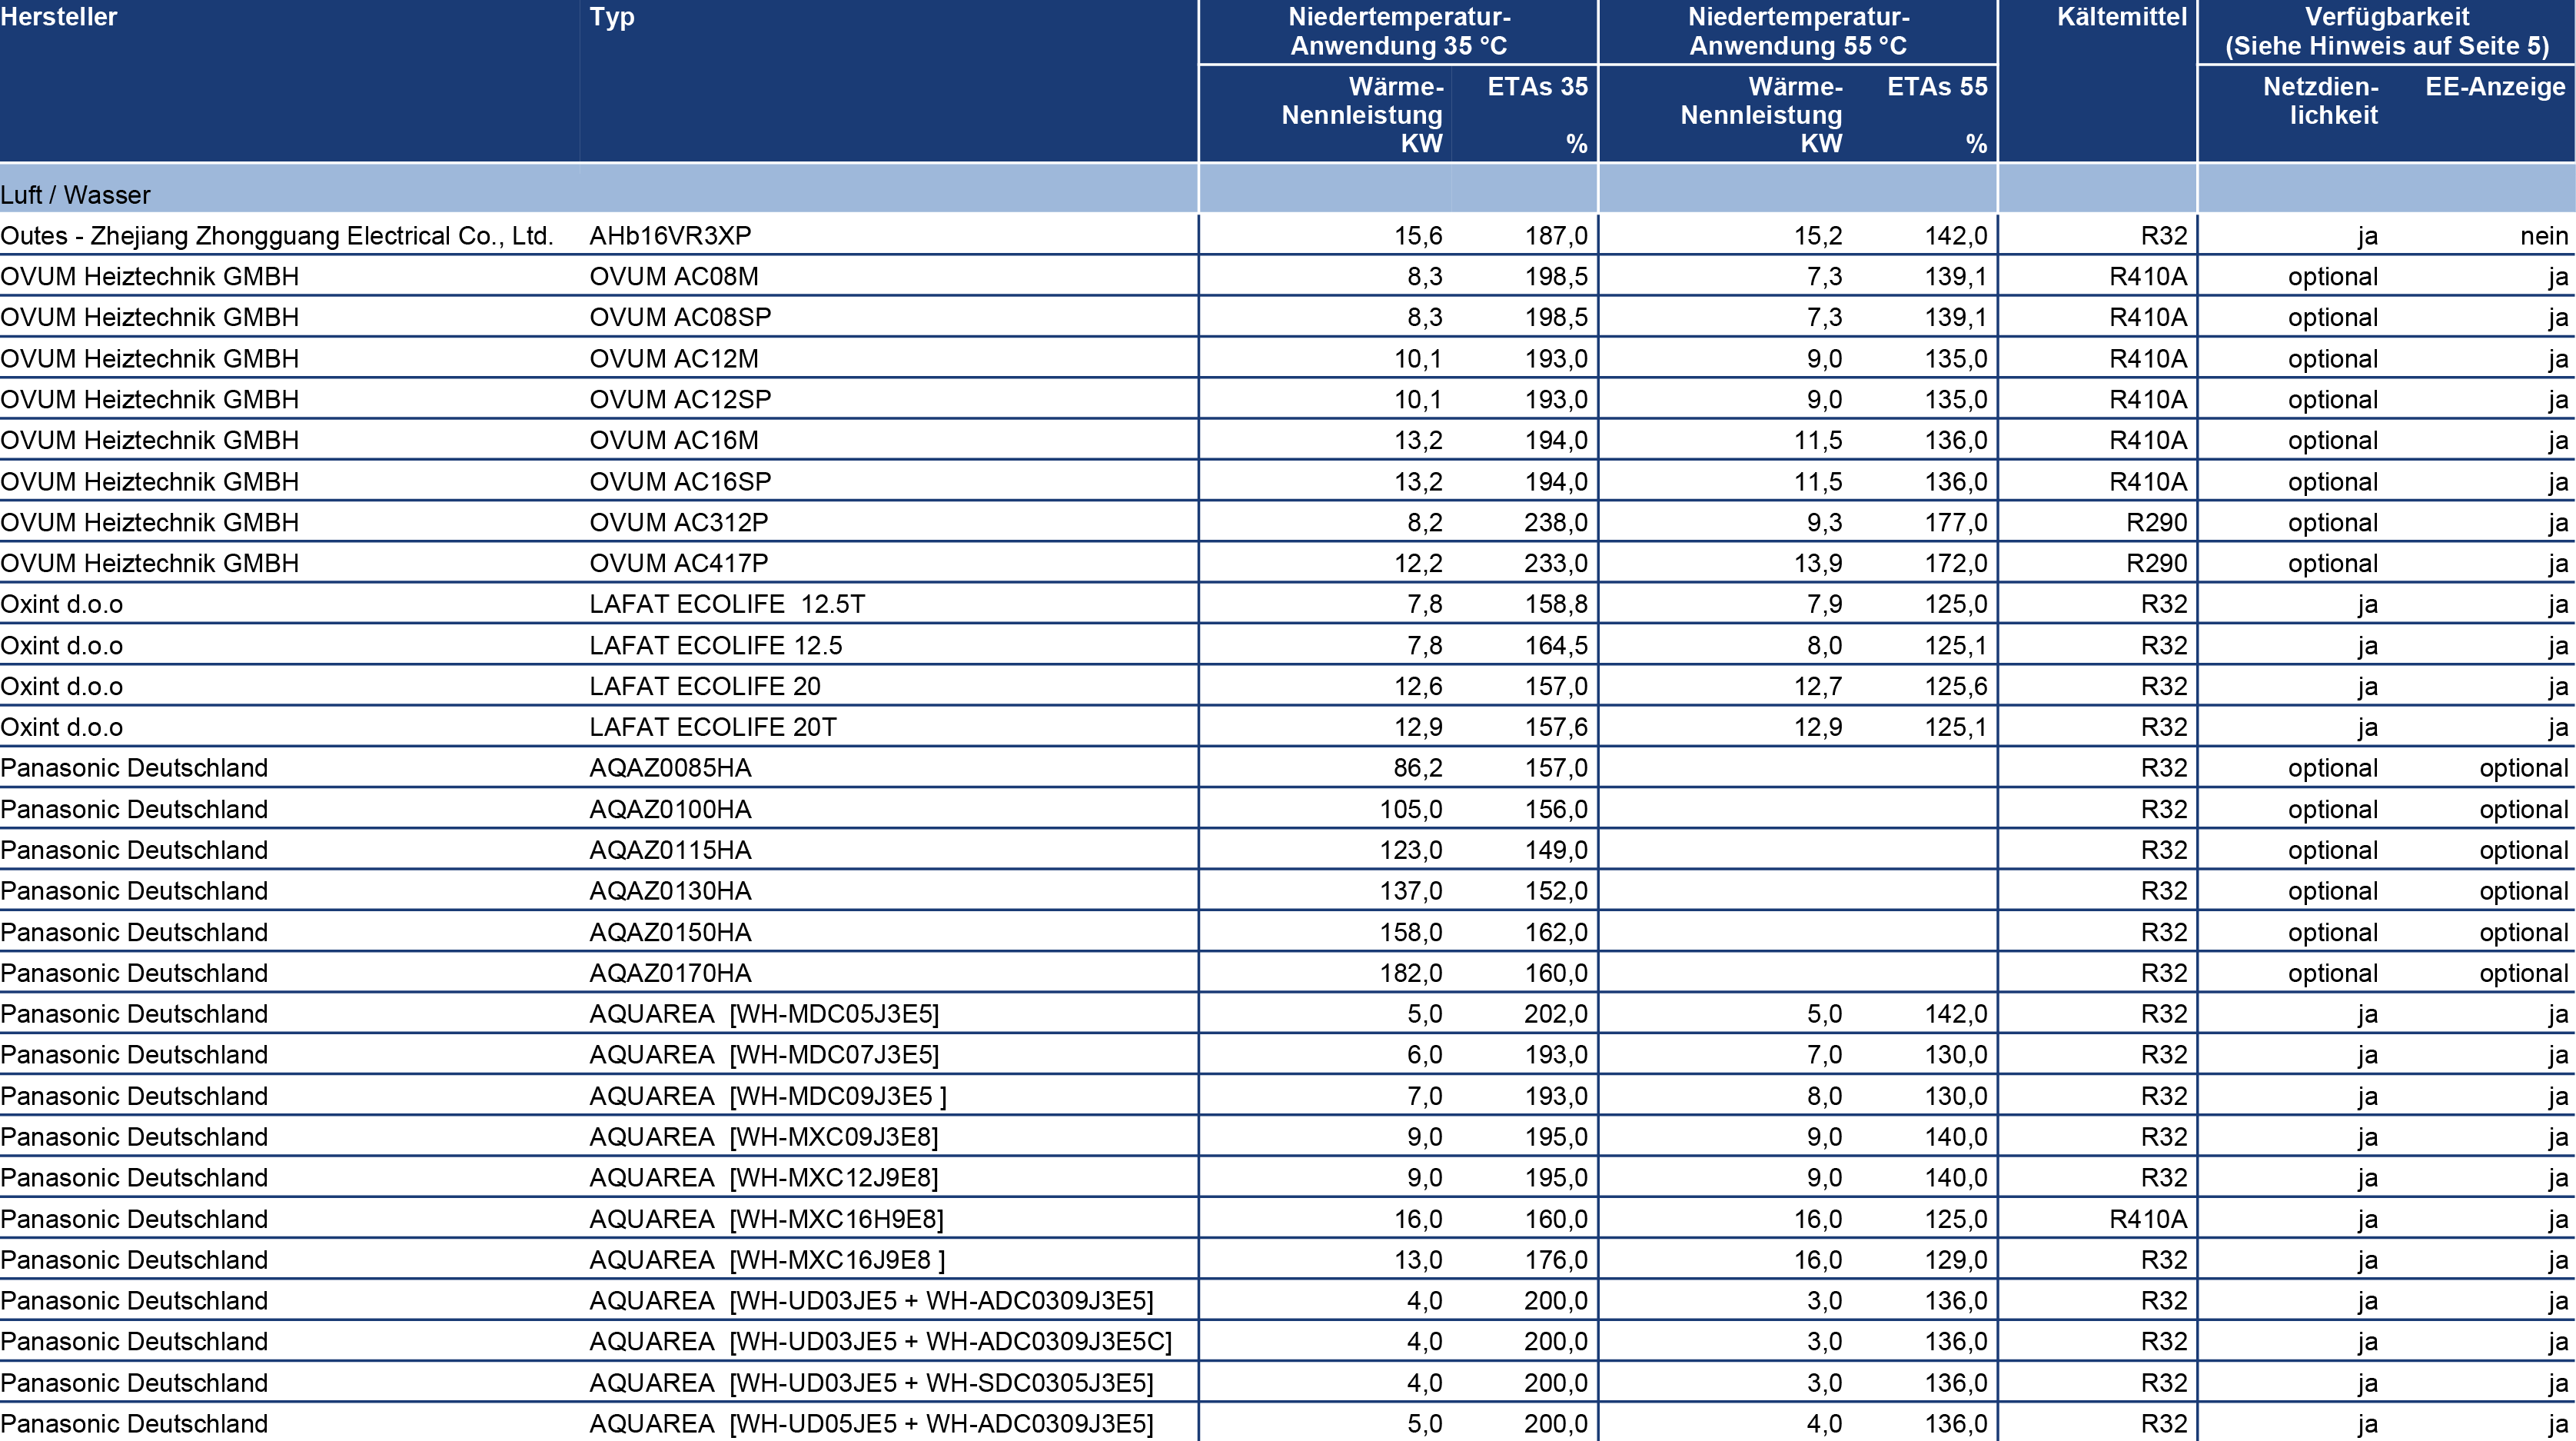 Hersteller Typ Niedertemperatur- Niedertemperatur- Kältemittel Verfügbarkeit
Anwendung 35 °C Anwendung 55 °C (Siehe Hinweis auf Seite 5)
Wärme- ETAs 35 Wärme- ETAs 55 Netzdien- EE-Anzeige
Nennleistung Nennleistung lichkeit
KW % KW %
Luft / Wasser
Outes - Zhejiang Zhongguang Electrical Co., Ltd. AHb16VR3XP 15,6 187,0 15,2 142,0 R32 ja nein
OVUM Heiztechnik GMBH OVUM AC08M 8,3 198,5 7,3 139,1 R410A optional ja
OVUM Heiztechnik GMBH OVUM AC08SP 8,3 198,5 7,3 139,1 R410A optional ja
OVUM Heiztechnik GMBH OVUM AC12M 10,1 193,0 9,0 135,0 R410A optional ja
OVUM Heiztechnik GMBH OVUM AC12SP 10,1 193,0 9,0 135,0 R410A optional ja
OVUM Heiztechnik GMBH OVUM AC16M 13,2 194,0 11,5 136,0 R410A optional ja
OVUM Heiztechnik GMBH OVUM AC16SP 13,2 194,0 11,5 136,0 R410A optional ja
OVUM Heiztechnik GMBH OVUM AC312P 8,2 238,0 9,3 177,0 R290 optional ja
OVUM Heiztechnik GMBH OVUM AC417P 12,2 233,0 13,9 172,0 R290 optional ja
Oxint d.o.o LAFAT ECOLIFE  12.5T 7,8 158,8 7,9 125,0 R32 ja ja
Oxint d.o.o LAFAT ECOLIFE 12.5 7,8 164,5 8,0 125,1 R32 ja ja
Oxint d.o.o LAFAT ECOLIFE 20 12,6 157,0 12,7 125,6 R32 ja ja
Oxint d.o.o LAFAT ECOLIFE 20T 12,9 157,6 12,9 125,1 R32 ja ja
Panasonic Deutschland AQAZ0085HA 86,2 157,0 R32 optional optional
Panasonic Deutschland AQAZ0100HA 105,0 156,0 R32 optional optional
Panasonic Deutschland AQAZ0115HA 123,0 149,0 R32 optional optional
Panasonic Deutschland AQAZ0130HA 137,0 152,0 R32 optional optional
Panasonic Deutschland AQAZ0150HA 158,0 162,0 R32 optional optional
Panasonic Deutschland AQAZ0170HA 182,0 160,0 R32 optional optional
Panasonic Deutschland AQUAREA  [WH-MDC05J3E5] 5,0 202,0 5,0 142,0 R32 ja ja
Panasonic Deutschland AQUAREA  [WH-MDC07J3E5] 6,0 193,0 7,0 130,0 R32 ja ja
Panasonic Deutschland AQUAREA  [WH-MDC09J3E5 ] 7,0 193,0 8,0 130,0 R32 ja ja
Panasonic Deutschland AQUAREA  [WH-MXC09J3E8] 9,0 195,0 9,0 140,0 R32 ja ja
Panasonic Deutschland AQUAREA  [WH-MXC12J9E8] 9,0 195,0 9,0 140,0 R32 ja ja
Panasonic Deutschland AQUAREA  [WH-MXC16H9E8] 16,0 160,0 16,0 125,0 R410A ja ja
Panasonic Deutschland AQUAREA  [WH-MXC16J9E8 ] 13,0 176,0 16,0 129,0 R32 ja ja
Panasonic Deutschland AQUAREA  [WH-UD03JE5 + WH-ADC0309J3E5] 4,0 200,0 3,0 136,0 R32 ja ja
Panasonic Deutschland AQUAREA  [WH-UD03JE5 + WH-ADC0309J3E5C] 4,0 200,0 3,0 136,0 R32 ja ja
Panasonic Deutschland AQUAREA  [WH-UD03JE5 + WH-SDC0305J3E5] 4,0 200,0 3,0 136,0 R32 ja ja
Panasonic Deutschland AQUAREA  [WH-UD05JE5 + WH-ADC0309J3E5] 5,0 200,0 4,0 136,0 R32 ja ja